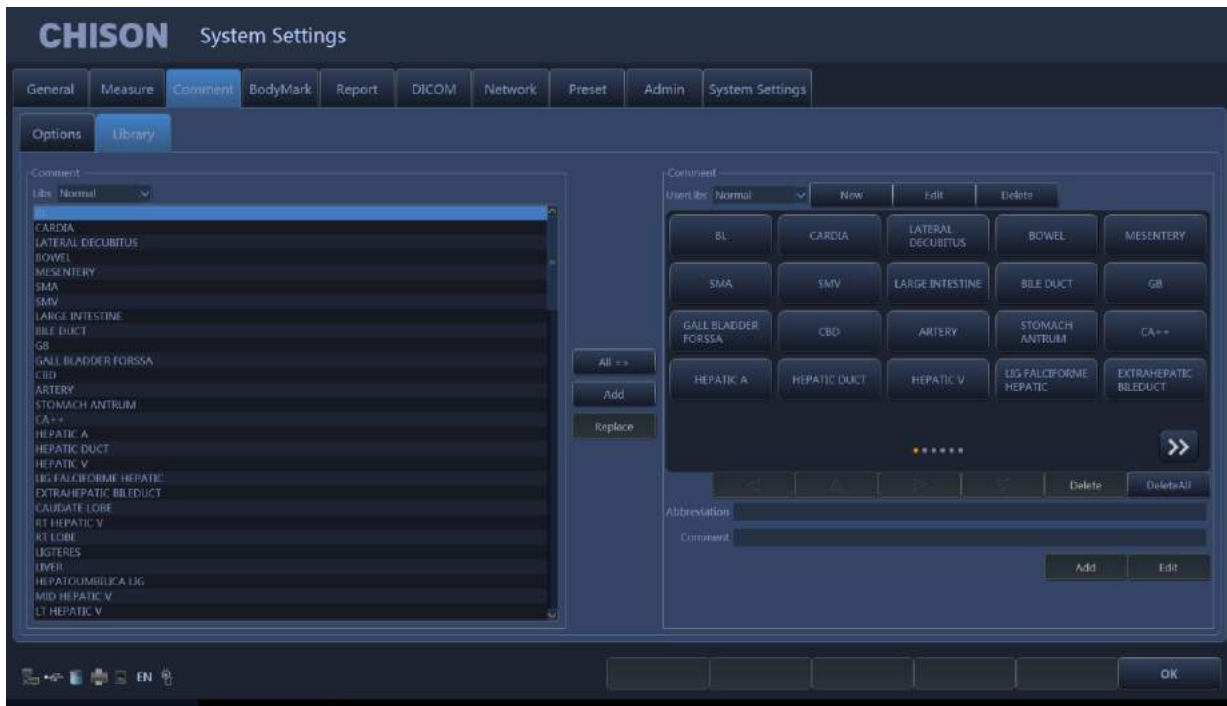 CHISON System Settings
General Measure Comment BodyMark Report DICOM Network Preset Admin System Settings
Options Library
Comment
Libs Normal
BL
CARDIA
LATERAL DECUBITUS
BOWEL
MESENTERY
SMA
SMV
LARGE INTESTINE
BILE DUCT
GB
GALL BLADDER FORSSA
CBD
ARTERY
STOMACH ANTRUM
CA++
HEPATIC A
HEPATIC DUCT
HEPATIC V
LIG FALCIFORME HEPATIC
EXTRAHEPATIC BILEDUCT
CAUDATE LOBE
RT HEPATIC V
RT LOBE
LIGTERES
LIVER
HEPATOUMBILICA LIG
MID HEPATIC V
LT HEPATIC V
All =>
Add
Replace
Comment
UserLibs Normal New Edit Delete
BL CARDIA LATERAL DECUBITUS BOWEL MESENTERY
SMA SMV LARGE INTESTINE BILE DUCT GB
GALL BLADDER FORSSA CBD ARTERY STOMACH ANTRUM CA++
HEPATIC A HEPATIC DUCT HEPATIC V LIG FALCIFORME HEPATIC EXTRAHEPATIC BILEDUCT
Delete DeleteAll
Abbreviation
Comment
Add Edit
EN
OK